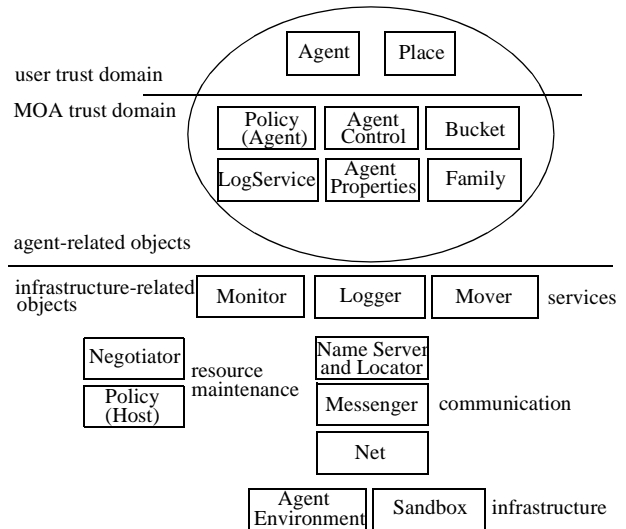 Agent Place
user trust domain
MOA trust domain
Policy (Agent) Agent Control Bucket
LogService Agent Properties Family
agent-related objects
infrastructure-related objects
Monitor Logger Mover services
Negotiator resource maintenance
Policy (Host)
Name Server and Locator
Messenger communication
Net
Agent Environment Sandbox infrastructure